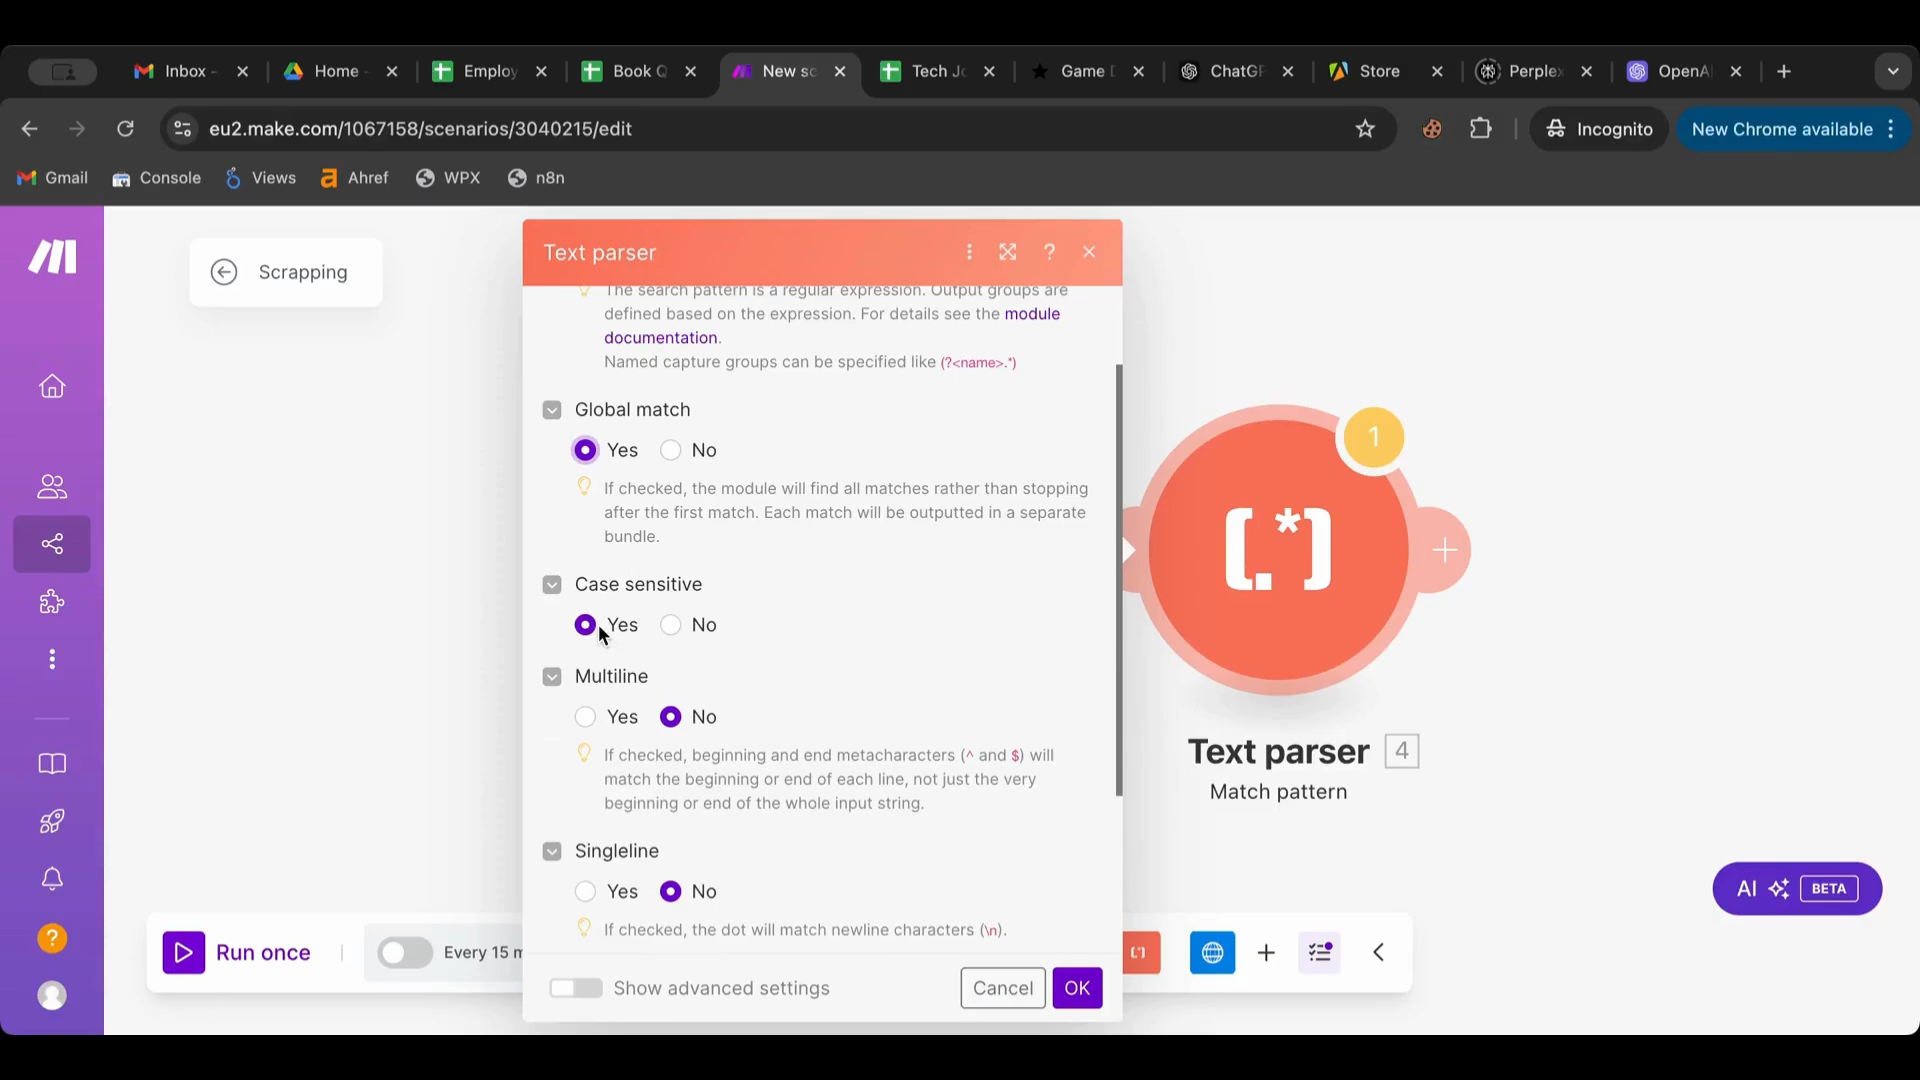 Inbox -
Home -
Employ
Book Q
New sc
Tech Jo
Game D
ChatGP
Store
Perplex
OpenAI
eu2.make.com/1067158/scenarios/3040215/edit
Incognito
New Chrome available
Gmail
Console
Views
Ahref
WPX
n8n
Scrapping
Text parser
The search pattern is a regular expression. Output groups are
defined based on the expression. For details see the module
documentation.
Named capture groups can be specified like (?<name>.*)
Global match
Yes
No
If checked, the module will find all matches rather than stopping
after the first match. Each match will be outputted in a separate
bundle.
Case sensitive
Yes
No
Multiline
Yes
No
If checked, beginning and end metacharacters (^ and $) will
match the beginning or end of each line, not just the very
beginning or end of the whole input string.
Singleline
Yes
No
If checked, the dot will match newline characters (\n).
Show advanced settings
Cancel
OK
1
[.*]
Text parser 4
Match pattern
AI BETA
Run once
Every 15 m